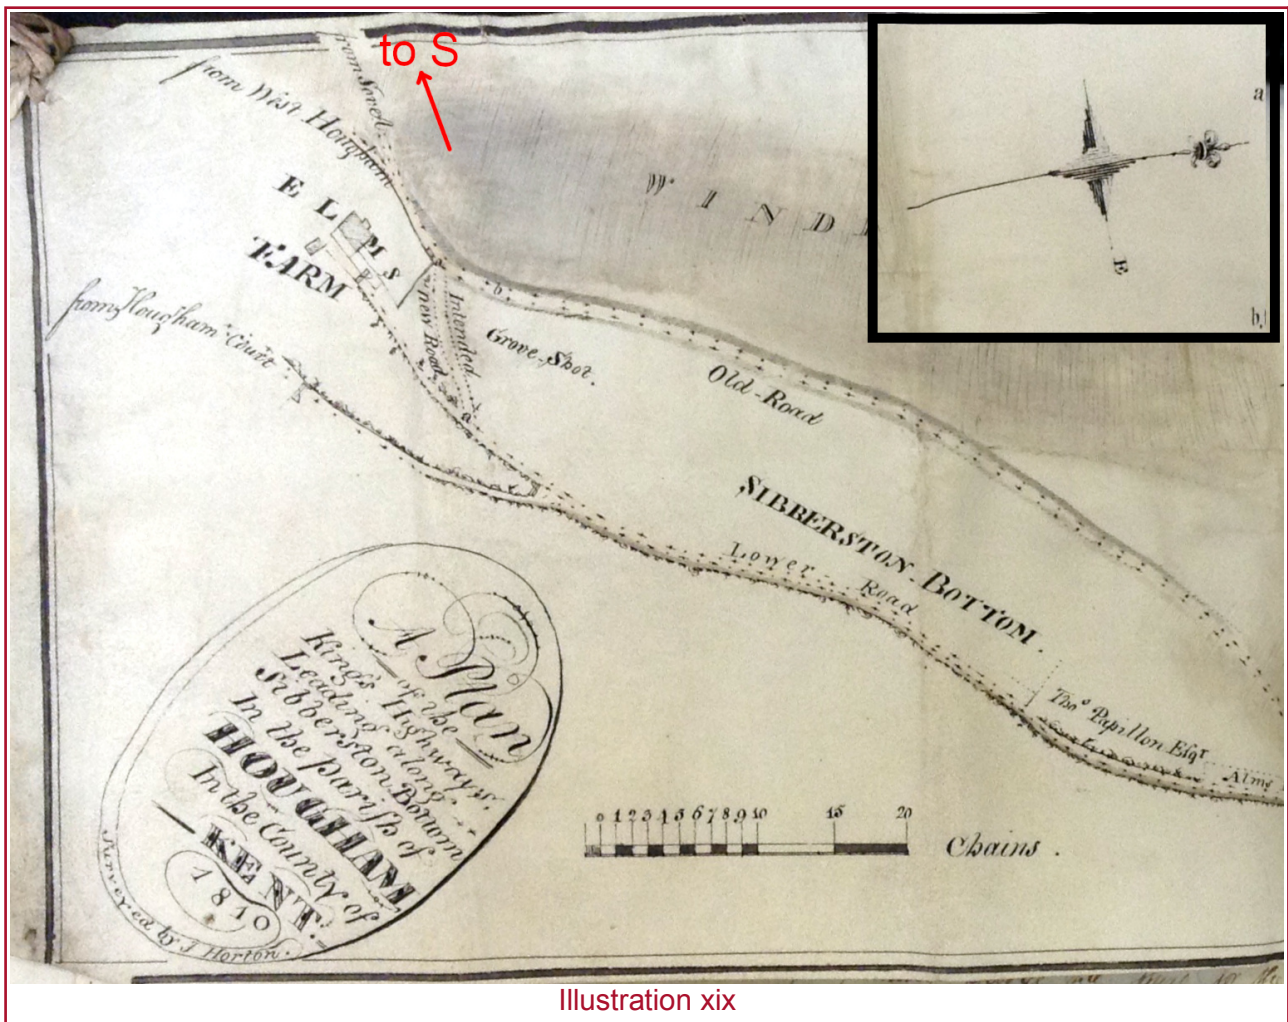 to S
from Sovel
from West Hougham
WIND
a
E
b
ELMS
FARM
from Hougham Court
Intended
new Road
a
b
Grove-Shot.
Old-Road
SIBBERSTON-BOTTOM.
Lower
Road
Thos Papillon Esqr
Alms
A Plan
of the
King's Highways,
Leading along
Sibberston Bottom
In the parish of
HOUGHAM
In the County of
KENT.
1810
Surveyed by J Horton.
0 1 2 3 4 5 6 7 8 9 10 15 20
Chains.
Illustration xix